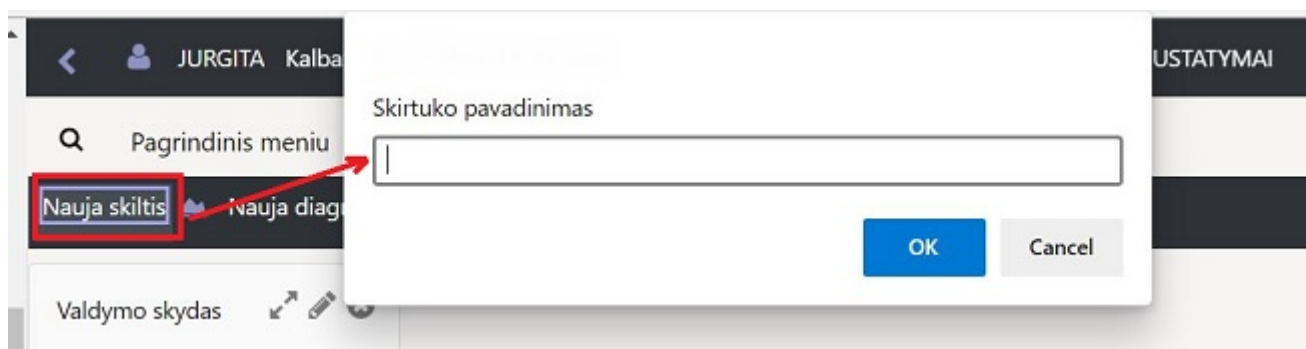 JURGITA Kalba USTATYMAI
Skirtuko pavadinimas
Pagrindinis meniu
Nauja skiltis Nauja diag
OK Cancel
Valdymo skydas